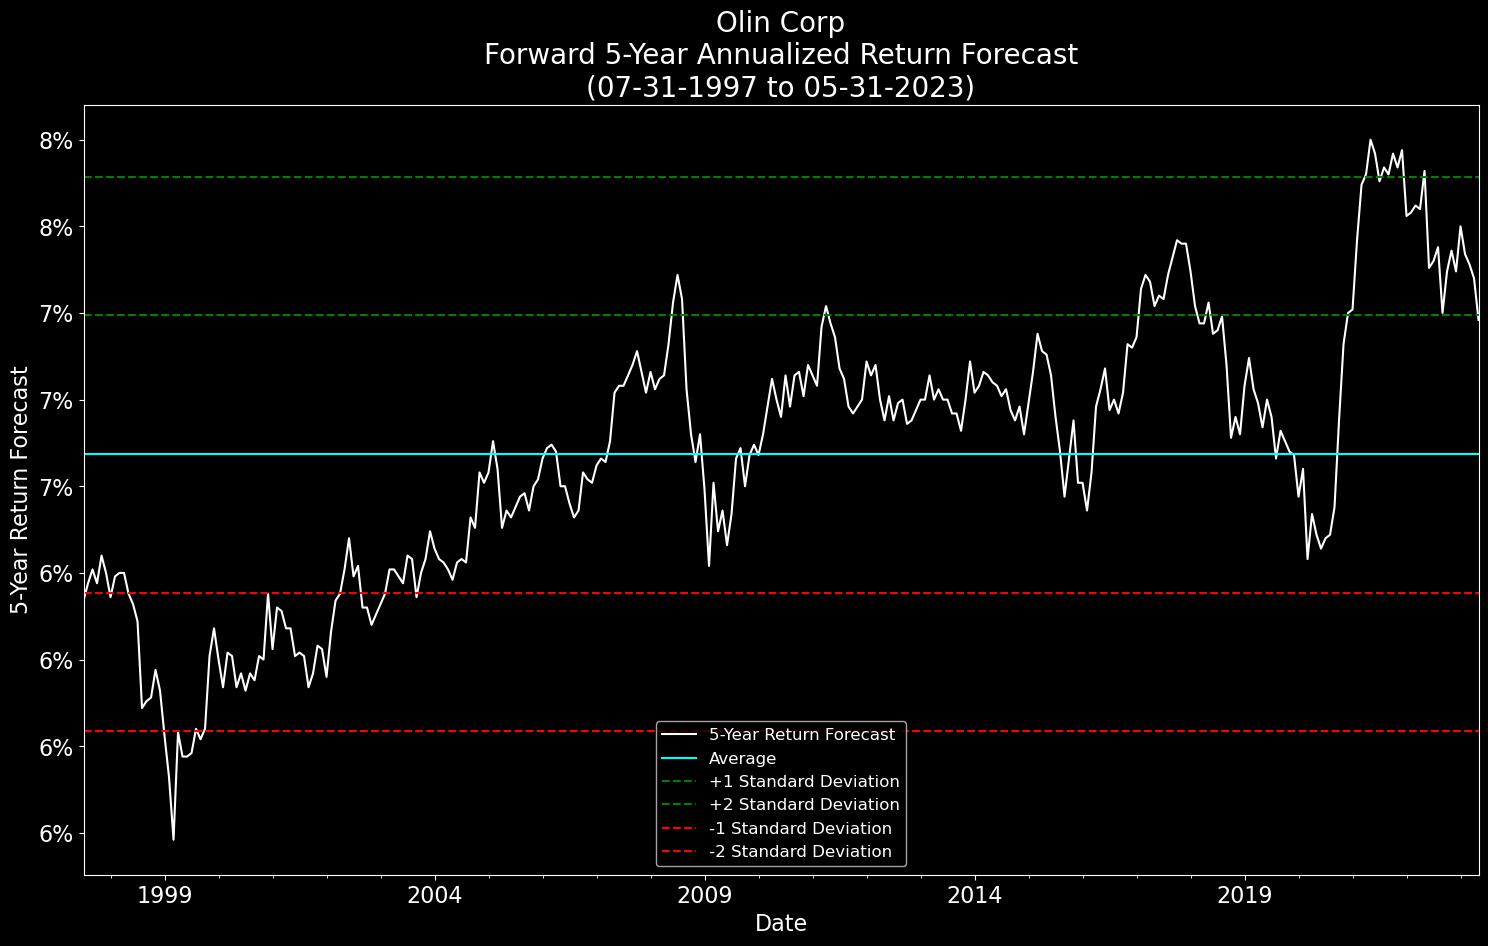 Olin Corp
Forward 5-Year Annualized Return Forecast
(07-31-1997 to 05-31-2023)
8%
8%
7%
7%
7%
6%
6%
6%
6%
5-Year Return Forecast
5-Year Return Forecast
Average
+1 Standard Deviation
+2 Standard Deviation
-1 Standard Deviation
-2 Standard Deviation
1999 2004 2009 2014 2019
Date